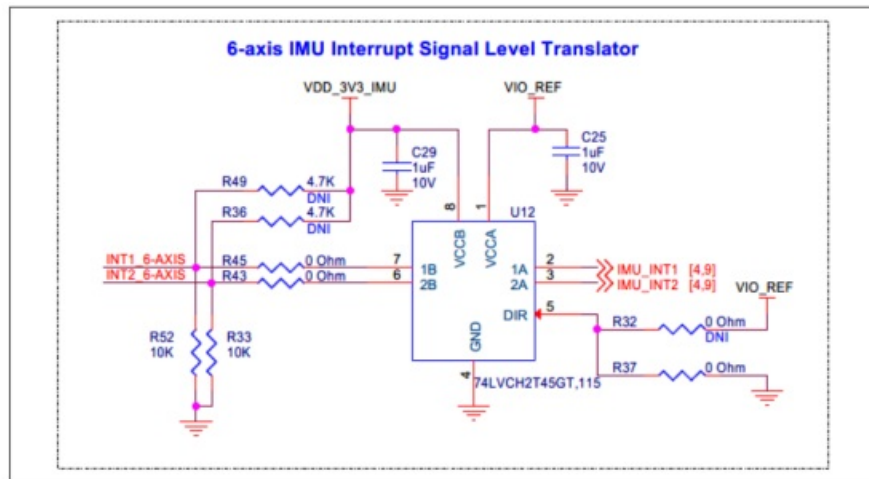 6-axis IMU Interrupt Signal Level Translator
VDD_3V3_IMU
VIO_REF
C29
1uF
10V
C25
1uF
10V
R49
4.7K
DNI
R36
4.7K
DNI
8
1
U12
VCCB
VCCA
INT1_6-AXIS
R45
0 Ohm
7
1B
1A
2
IMU_INT1 [4,9]
INT2_6-AXIS
R43
0 Ohm
6
2B
2A
3
IMU_INT2 [4,9]
VIO_REF
DIR
5
R32
0 Ohm
DNI
R52
10K
R33
10K
GND
4
R37
0 Ohm
74LVCH2T45GT,115